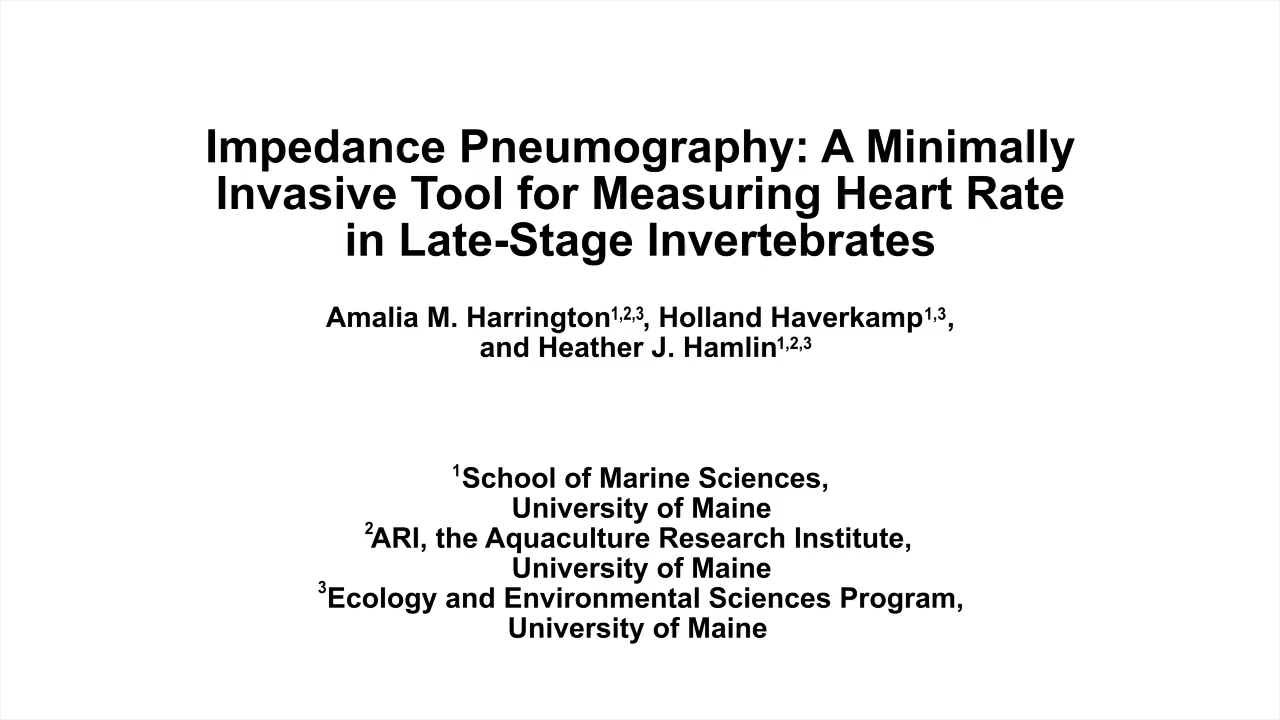 Impedance Pneumography: A Minimally
Invasive Tool for Measuring Heart Rate
in Late-Stage Invertebrates
Amalia M. Harrington1,2,3, Holland Haverkamp1,3,
and Heather J. Hamlin1,2,3
1School of Marine Sciences,
University of Maine
2ARI, the Aquaculture Research Institute,
University of Maine
3Ecology and Environmental Sciences Program,
University of Maine